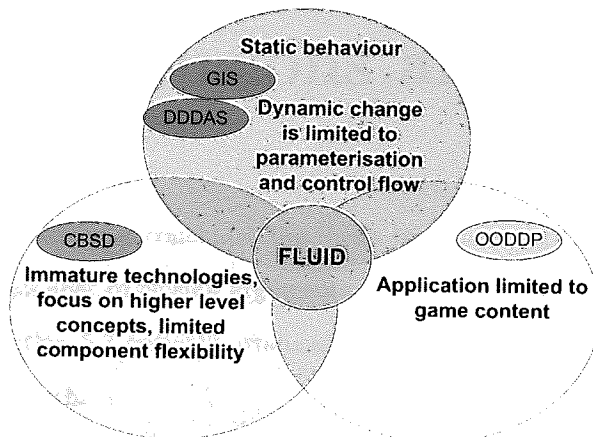 Static behaviour
GIS
DDDAS
Dynamic change
is limited to
parameterisation
and control flow
CBSD
Immature technologies,
focus on higher level
concepts, limited
component flexibility
FLUID
OODDP
Application limited to
game content